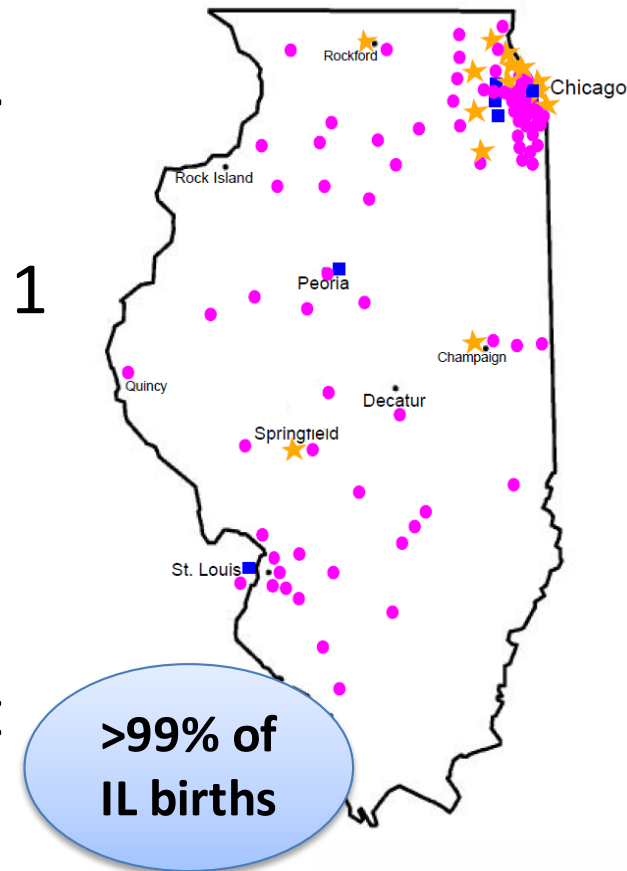 Rockford
Chicago
Rock Island
1
Peoria
Champaign
Quincy
Decatur
Springfield
St. Louis
>99% of
IL births